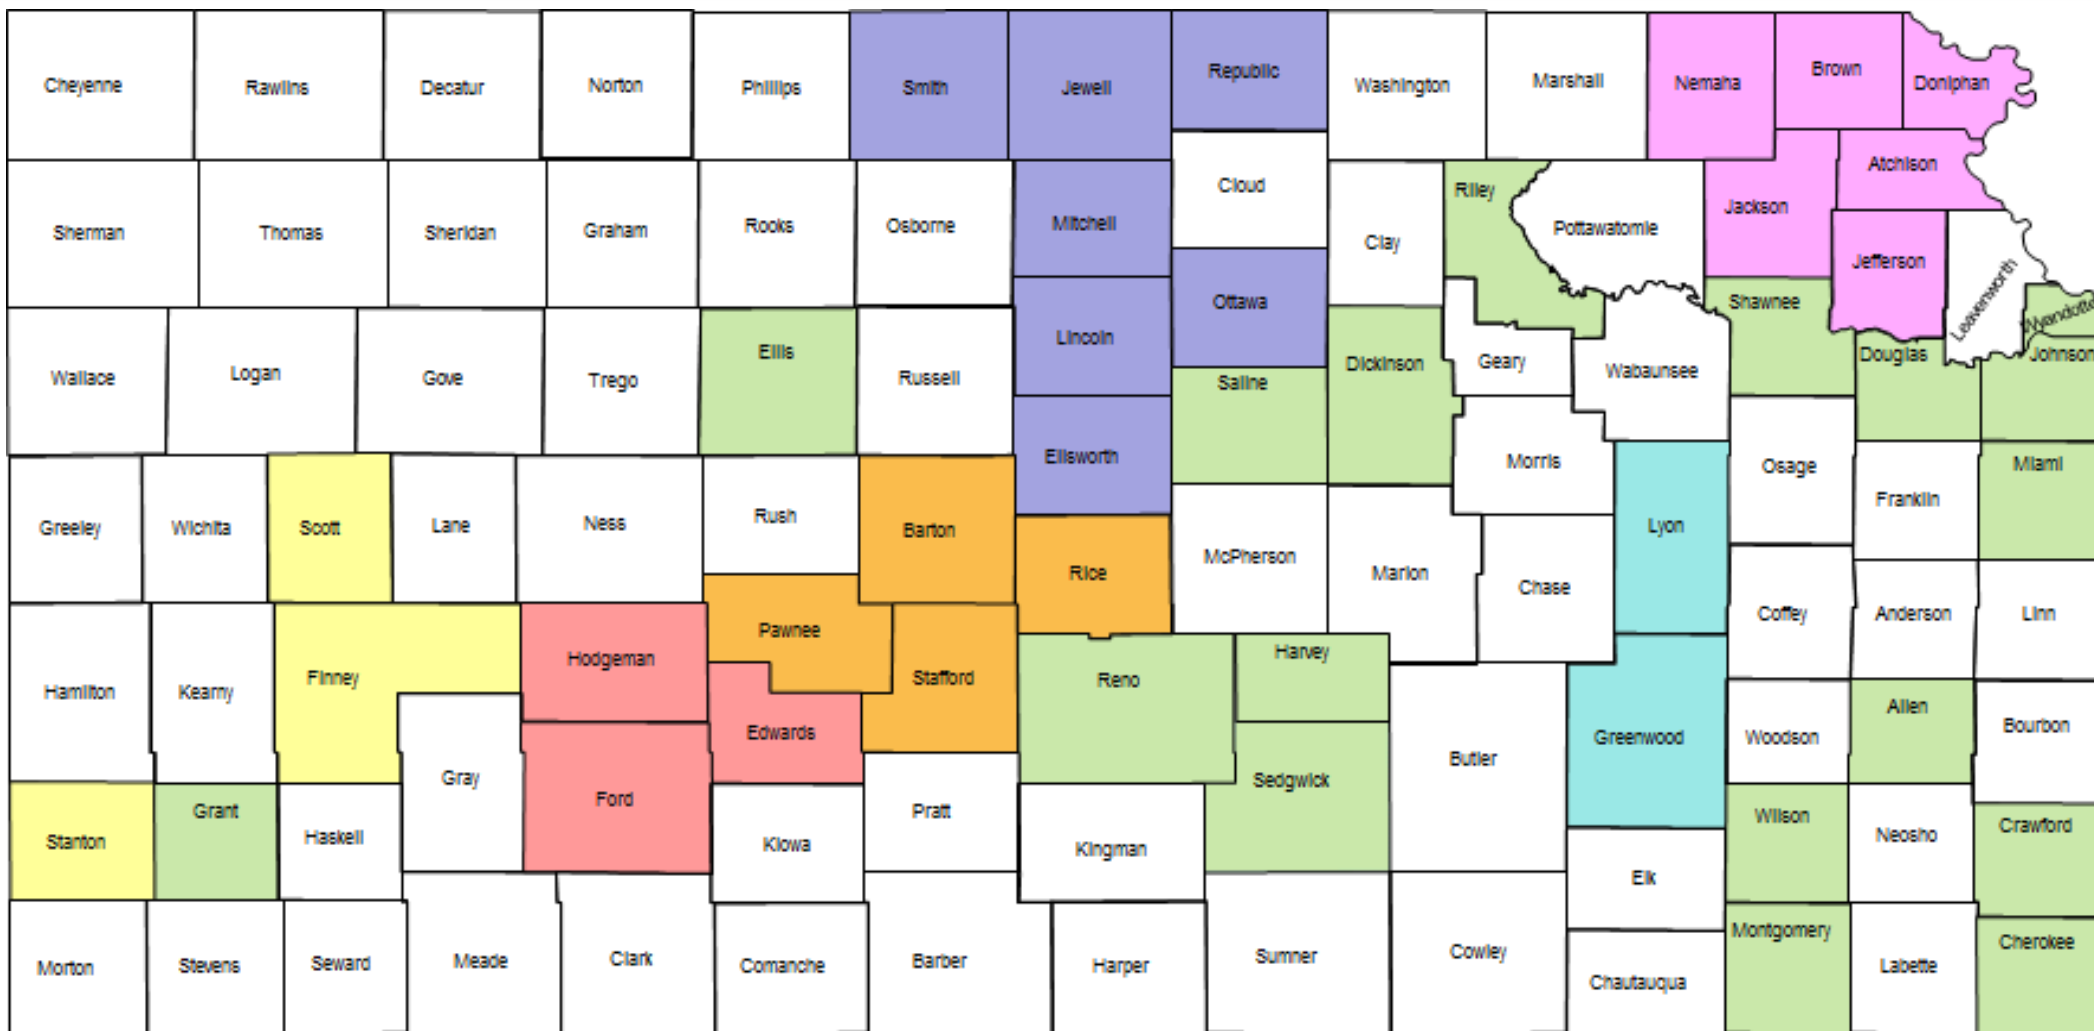 Cheyenne
Rawlins
Decatur
Norton
Phillips
Smith
Jewell
Republic
Washington
Marshall
Nemaha
Brown
Doniphan
Sherman
Thomas
Sheridan
Graham
Rooks
Osborne
Mitchell
Cloud
Clay
Riley
Pottawatomie
Jackson
Atchison
Jefferson
Leavenworth
Wyandotte
Wallace
Logan
Gove
Trego
Ellis
Russell
Lincoln
Ottawa
Saline
Dickinson
Geary
Wabaunsee
Shawnee
Douglas
Johnson
Greeley
Wichita
Scott
Lane
Ness
Rush
Barton
Ellsworth
Rice
McPherson
Marion
Morris
Chase
Lyon
Osage
Franklin
Miami
Hamilton
Kearny
Finney
Hodgeman
Pawnee
Stafford
Reno
Harvey
Coffey
Anderson
Linn
Gray
Ford
Edwards
Sedgwick
Butler
Greenwood
Woodson
Allen
Bourbon
Stanton
Grant
Haskell
Kiowa
Pratt
Kingman
Elk
Wilson
Neosho
Crawford
Morton
Stevens
Seward
Meade
Clark
Comanche
Barber
Harper
Sumner
Cowley
Chautauqua
Montgomery
Labette
Cherokee